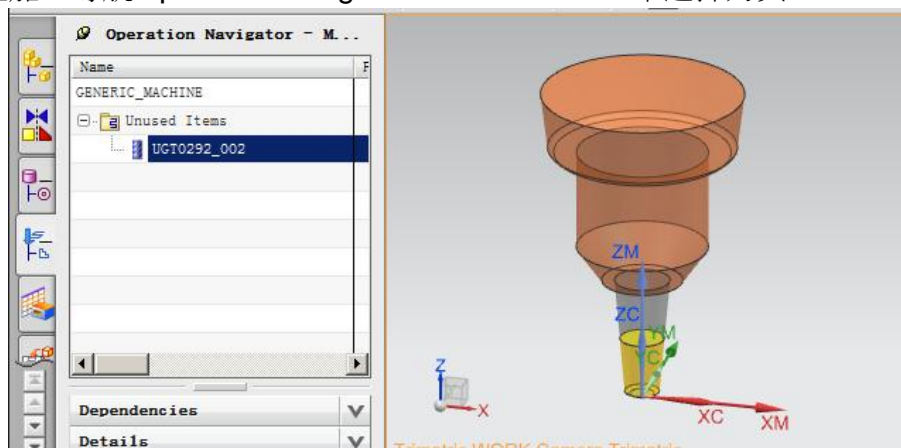 Operation Navigator - M...
Name
GENERIC_MACHINE
Unused Items
UGT0292_002
Dependencies
Details
ZM
ZC
YM
YC
XC
XM
Z
X